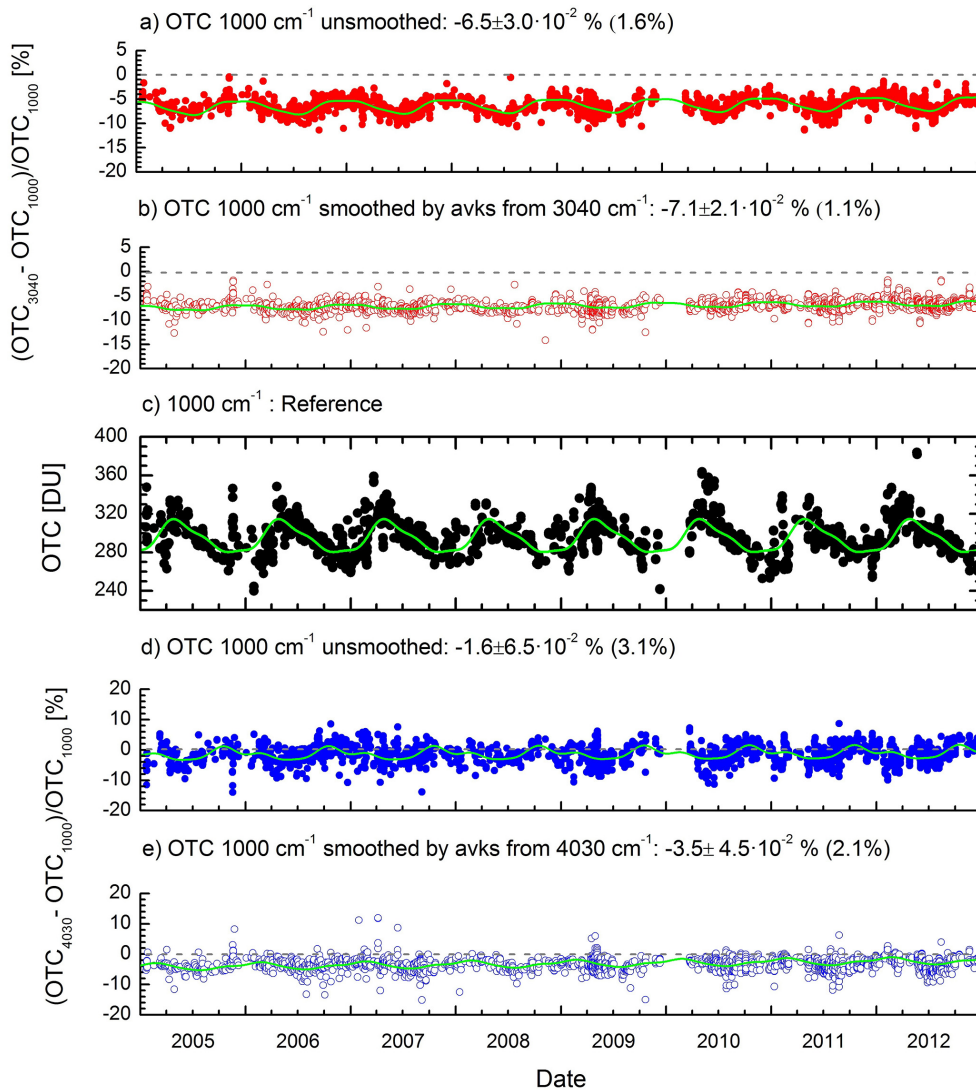 a) OTC 1000 cm⁻¹ unsmoothed: -6.5±3.0·10⁻² % (1.6%)
(OTC₃₀₄₀- OTC₁₀₀₀)/OTC₁₀₀₀ [%]
5
0
-5
-10
-15
-20
b) OTC 1000 cm⁻¹ smoothed by avks from 3040 cm⁻¹: -7.1±2.1·10⁻² % (1.1%)
5
0
-5
-10
-15
-20
c) 1000 cm⁻¹ : Reference
OTC [DU]
400
360
320
280
240
d) OTC 1000 cm⁻¹ unsmoothed: -1.6±6.5·10⁻² % (3.1%)
(OTC₄₀₃₀- OTC₁₀₀₀)/OTC₁₀₀₀ [%]
20
10
0
-10
-20
e) OTC 1000 cm⁻¹ smoothed by avks from 4030 cm⁻¹: -3.5± 4.5·10⁻² % (2.1%)
20
10
0
-10
-20
2005 2006 2007 2008 2009 2010 2011 2012
Date